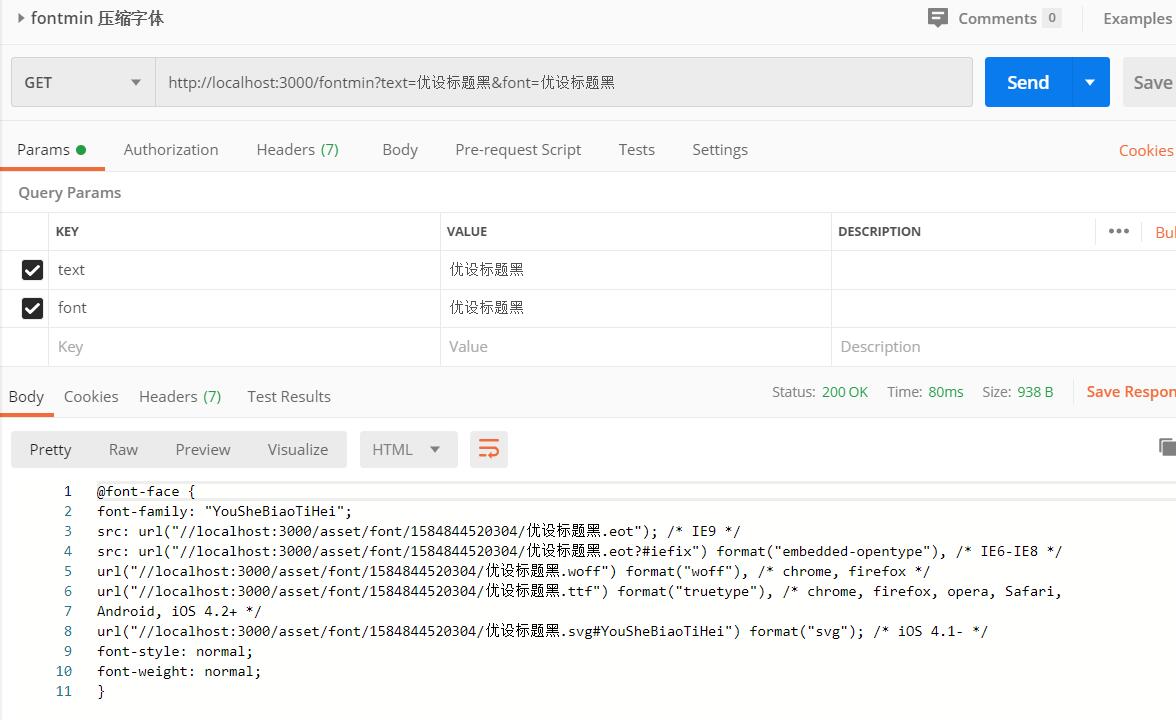 fontmin 压缩字体
Comments 0 Examples
GET http://localhost:3000/fontmin?text=优设标题黑&font=优设标题黑 Send Save
Params Authorization Headers (7) Body Pre-request Script Tests Settings Cookies
Query Params
KEY VALUE DESCRIPTION ••• Bul
text 优设标题黑
font 优设标题黑
Key Value Description
Body Cookies Headers (7) Test Results Status: 200 OK Time: 80ms Size: 938 B Save Respon
Pretty Raw Preview Visualize HTML
1 @font-face {
2 font-family: "YouSheBiaoTiHei";
3 src: url("//localhost:3000/asset/font/1584844520304/优设标题黑.eot"); /* IE9 */
4 src: url("//localhost:3000/asset/font/1584844520304/优设标题黑.eot?#iefix") format("embedded-opentype"), /* IE6-IE8 */
5 url("//localhost:3000/asset/font/1584844520304/优设标题黑.woff") format("woff"), /* chrome, firefox */
6 url("//localhost:3000/asset/font/1584844520304/优设标题黑.ttf") format("truetype"), /* chrome, firefox, opera, Safari,
7 Android, iOS 4.2+ */
8 url("//localhost:3000/asset/font/1584844520304/优设标题黑.svg#YouSheBiaoTiHei") format("svg"); /* iOS 4.1- */
9 font-style: normal;
10 font-weight: normal;
11 }